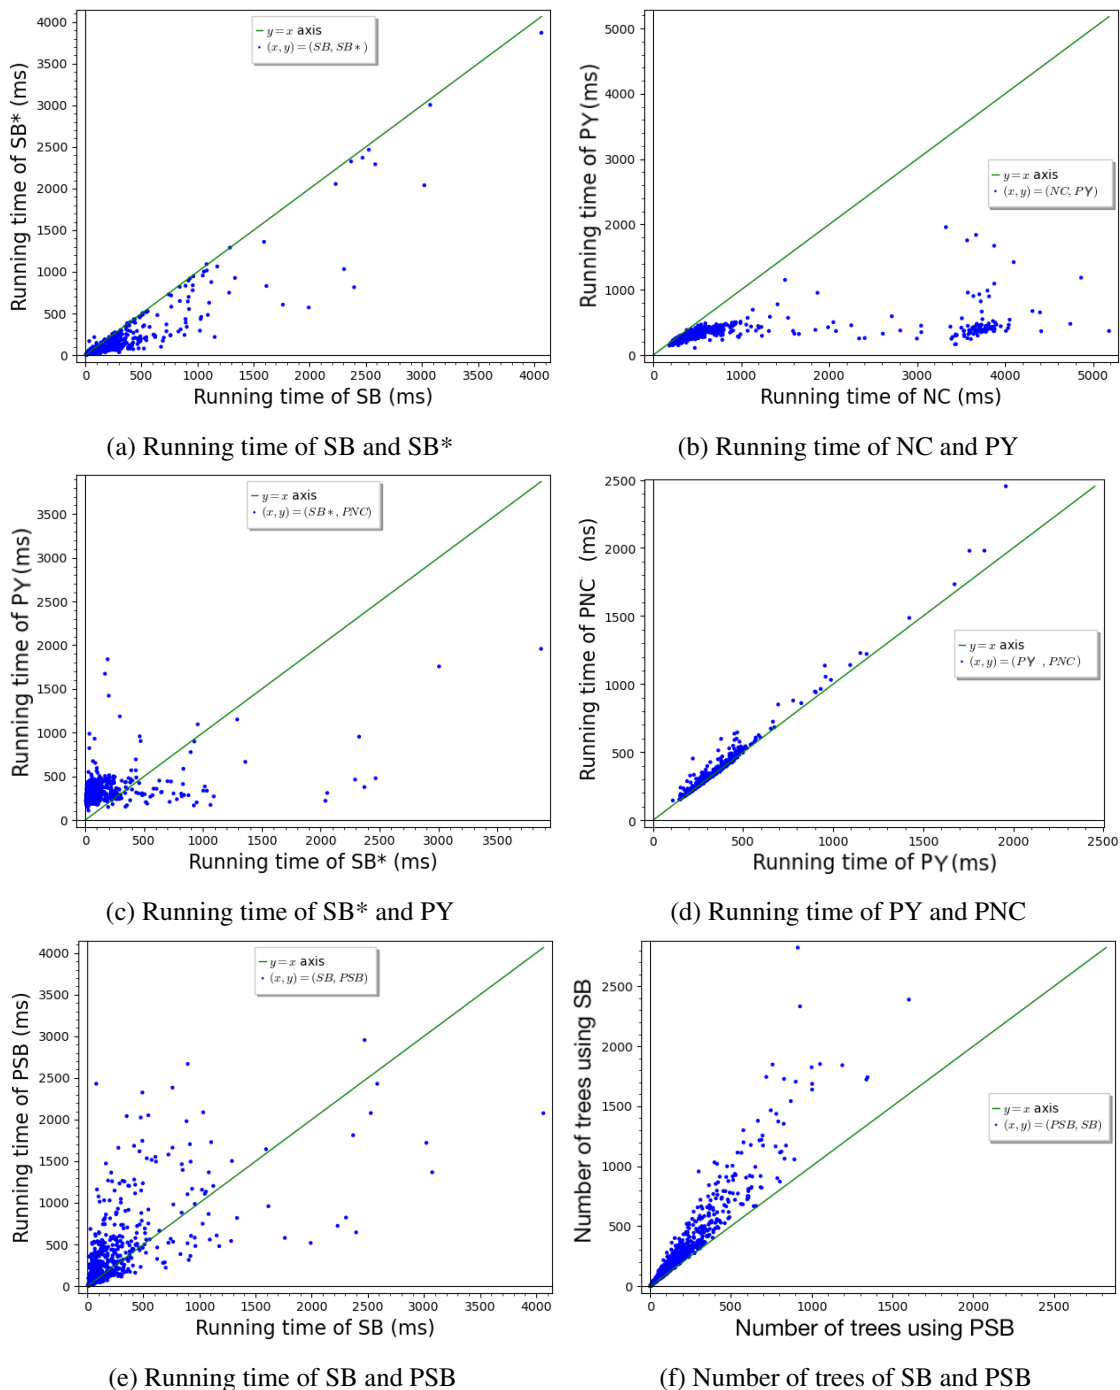 4000
3500
3000
2500
2000
1500
1000
500
0
Running time of SB* (ms)
y = x axis
(x, y) = (SB, SB*)
0 500 1000 1500 2000 2500 3000 3500 4000
Running time of SB (ms)
(a) Running time of SB and SB*
5000
4000
3000
2000
1000
0
Running time of PY (ms)
y = x axis
(x, y) = (NC, PY)
0 1000 2000 3000 4000 5000
Running time of NC (ms)
(b) Running time of NC and PY
3500
3000
2500
2000
1500
1000
500
0
Running time of PY (ms)
y = x axis
(x, y) = (SB*, PNC)
0 500 1000 1500 2000 2500 3000 3500
Running time of SB* (ms)
(c) Running time of SB* and PY
2500
2000
1500
1000
500
0
Running time of PNC (ms)
y = x axis
(x, y) = (PY , PNC)
0 500 1000 1500 2000 2500
Running time of PY (ms)
(d) Running time of PY and PNC
4000
3500
3000
2500
2000
1500
1000
500
0
Running time of PSB (ms)
y = x axis
(x, y) = (SB, PSB)
0 500 1000 1500 2000 2500 3000 3500 4000
Running time of SB (ms)
(e) Running time of SB and PSB
2500
2000
1500
1000
500
0
Number of trees using SB
y = x axis
(x, y) = (PSB, SB)
0 500 1000 1500 2000 2500
Number of trees using PSB
(f) Number of trees of SB and PSB